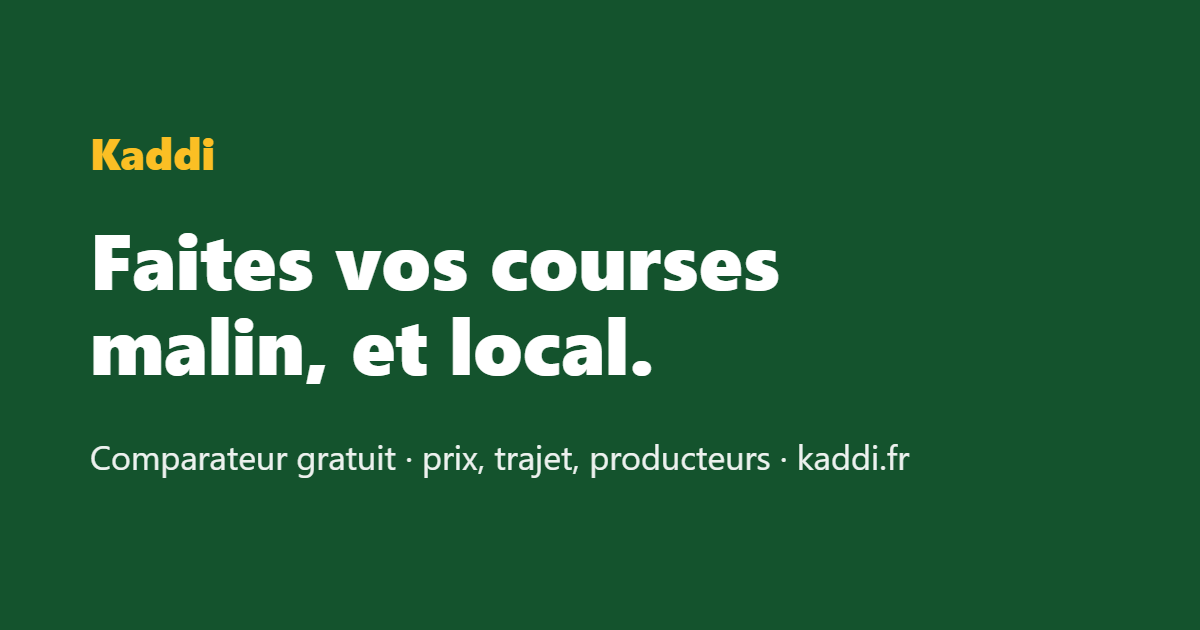 Kaddi
Faites vos courses
malin, et local.
Comparateur gratuit · prix, trajet, producteurs · kaddi.fr